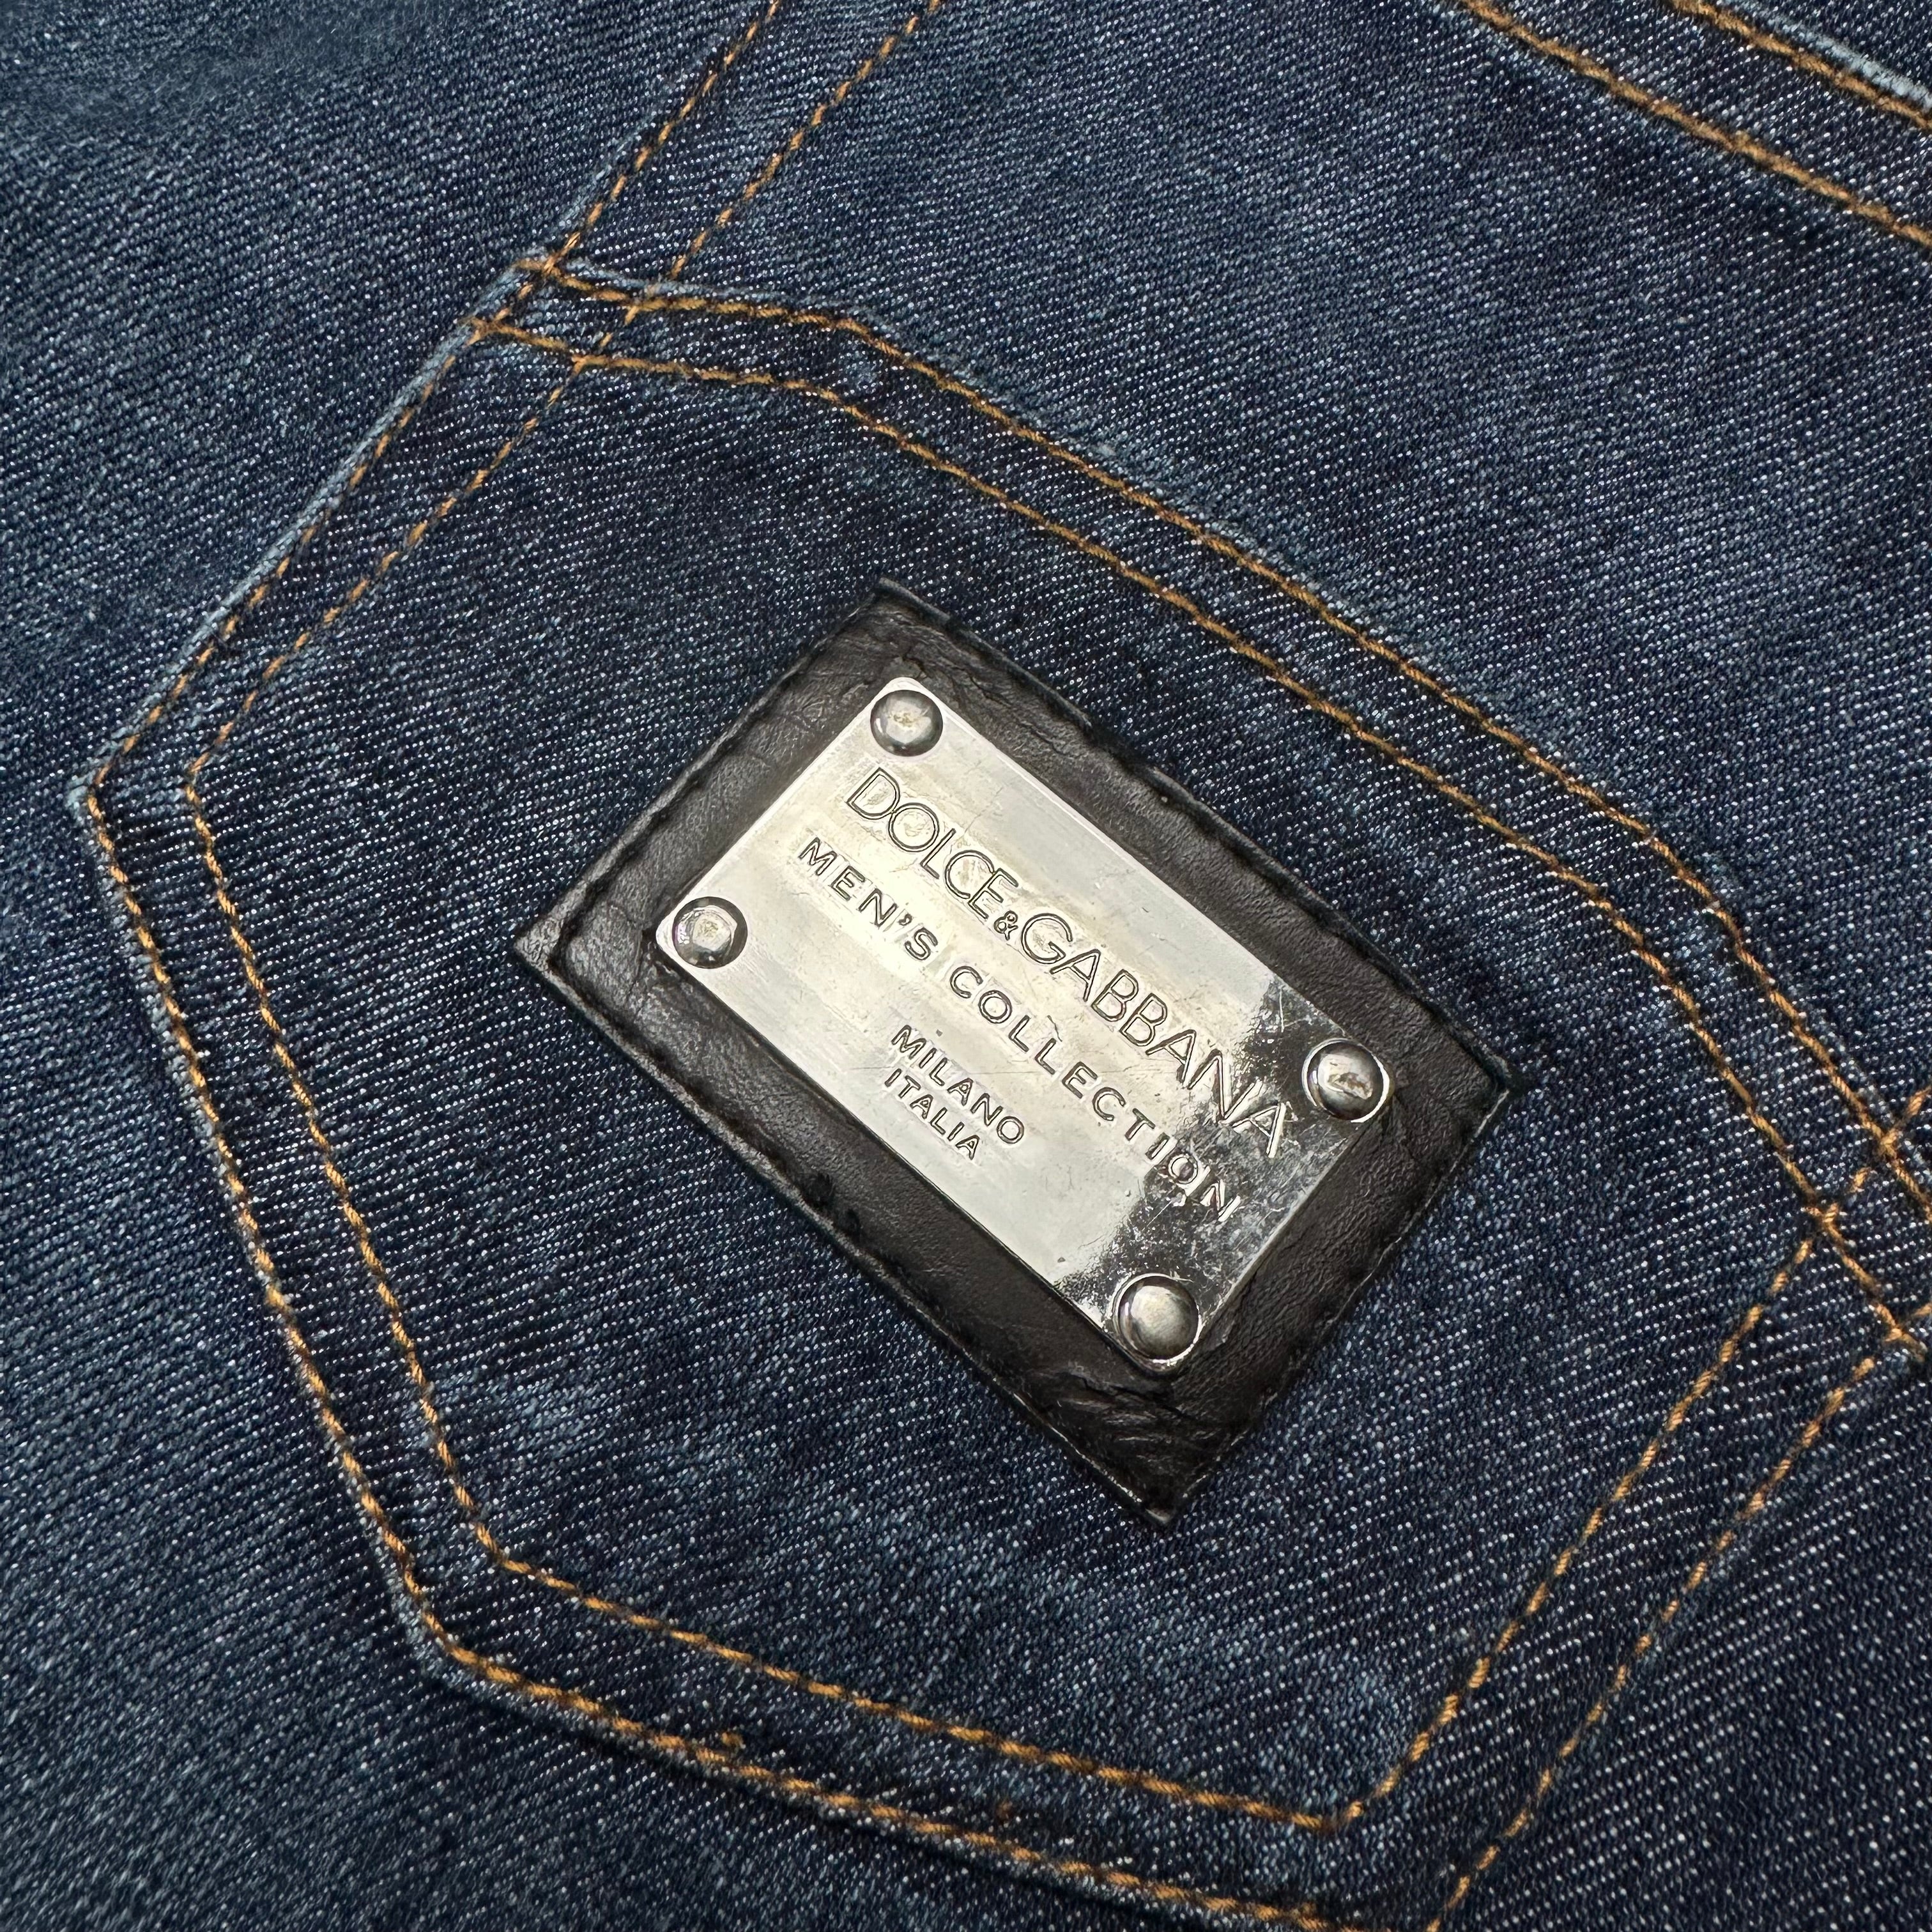 DOLCE&GABBANA
MEN'S COLLECTION
MILANO
ITALIA